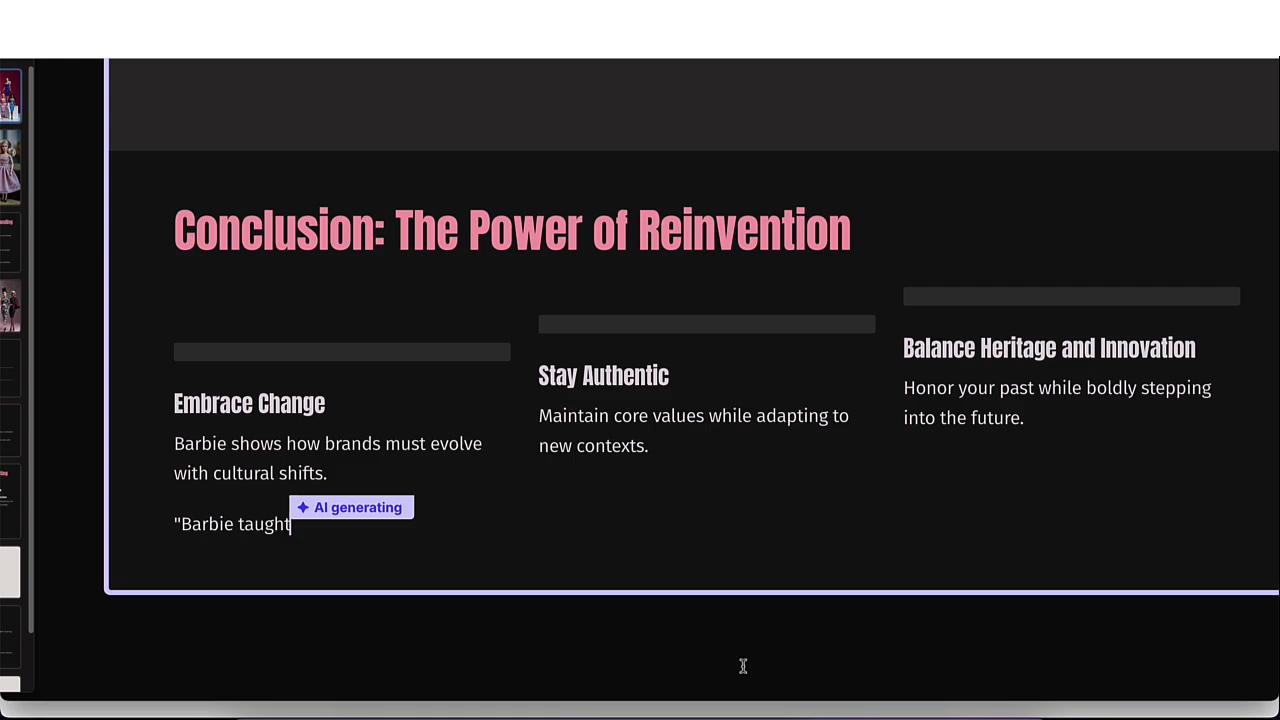 Conclusion: The Power of Reinvention
Embrace Change
Barbie shows how brands must evolve
with cultural shifts.
Stay Authentic
Maintain core values while adapting to
new contexts.
Balance Heritage and Innovation
Honor your past while boldly stepping
into the future.
AI generating
"Barbie taught